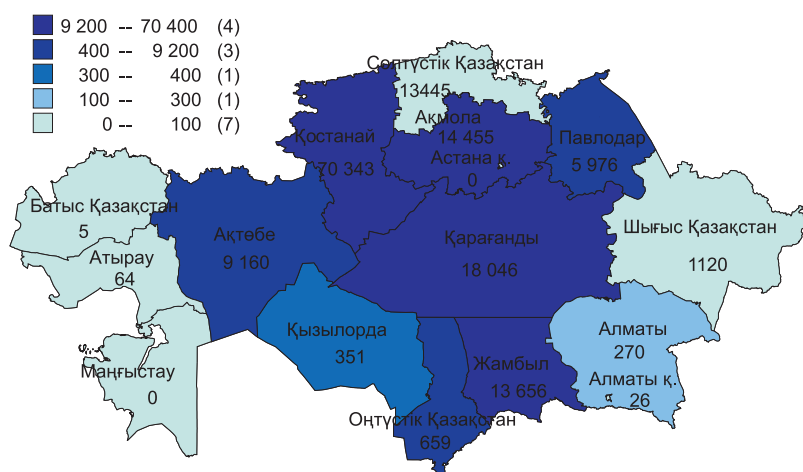 9 200 -- 70 400 (4)
400 -- 9 200 (3)
300 -- 400 (1)
100 -- 300 (1)
0 -- 100 (7)
Солтүстік Қазақстан
13445
Ақмола
14 455
Астана қ.
0
Қостанай
70 343
Павлодар
5 976
Батыс Қазақстан
5
Ақтөбе
9 160
Атырау
64
Қарағанды
18 046
Шығыс Қазақстан
1120
Маңғыстау
0
Қызылорда
351
Жамбыл
13 656
Алматы
270
Алматы қ.
26
Оңтүстік Қазақстан
659